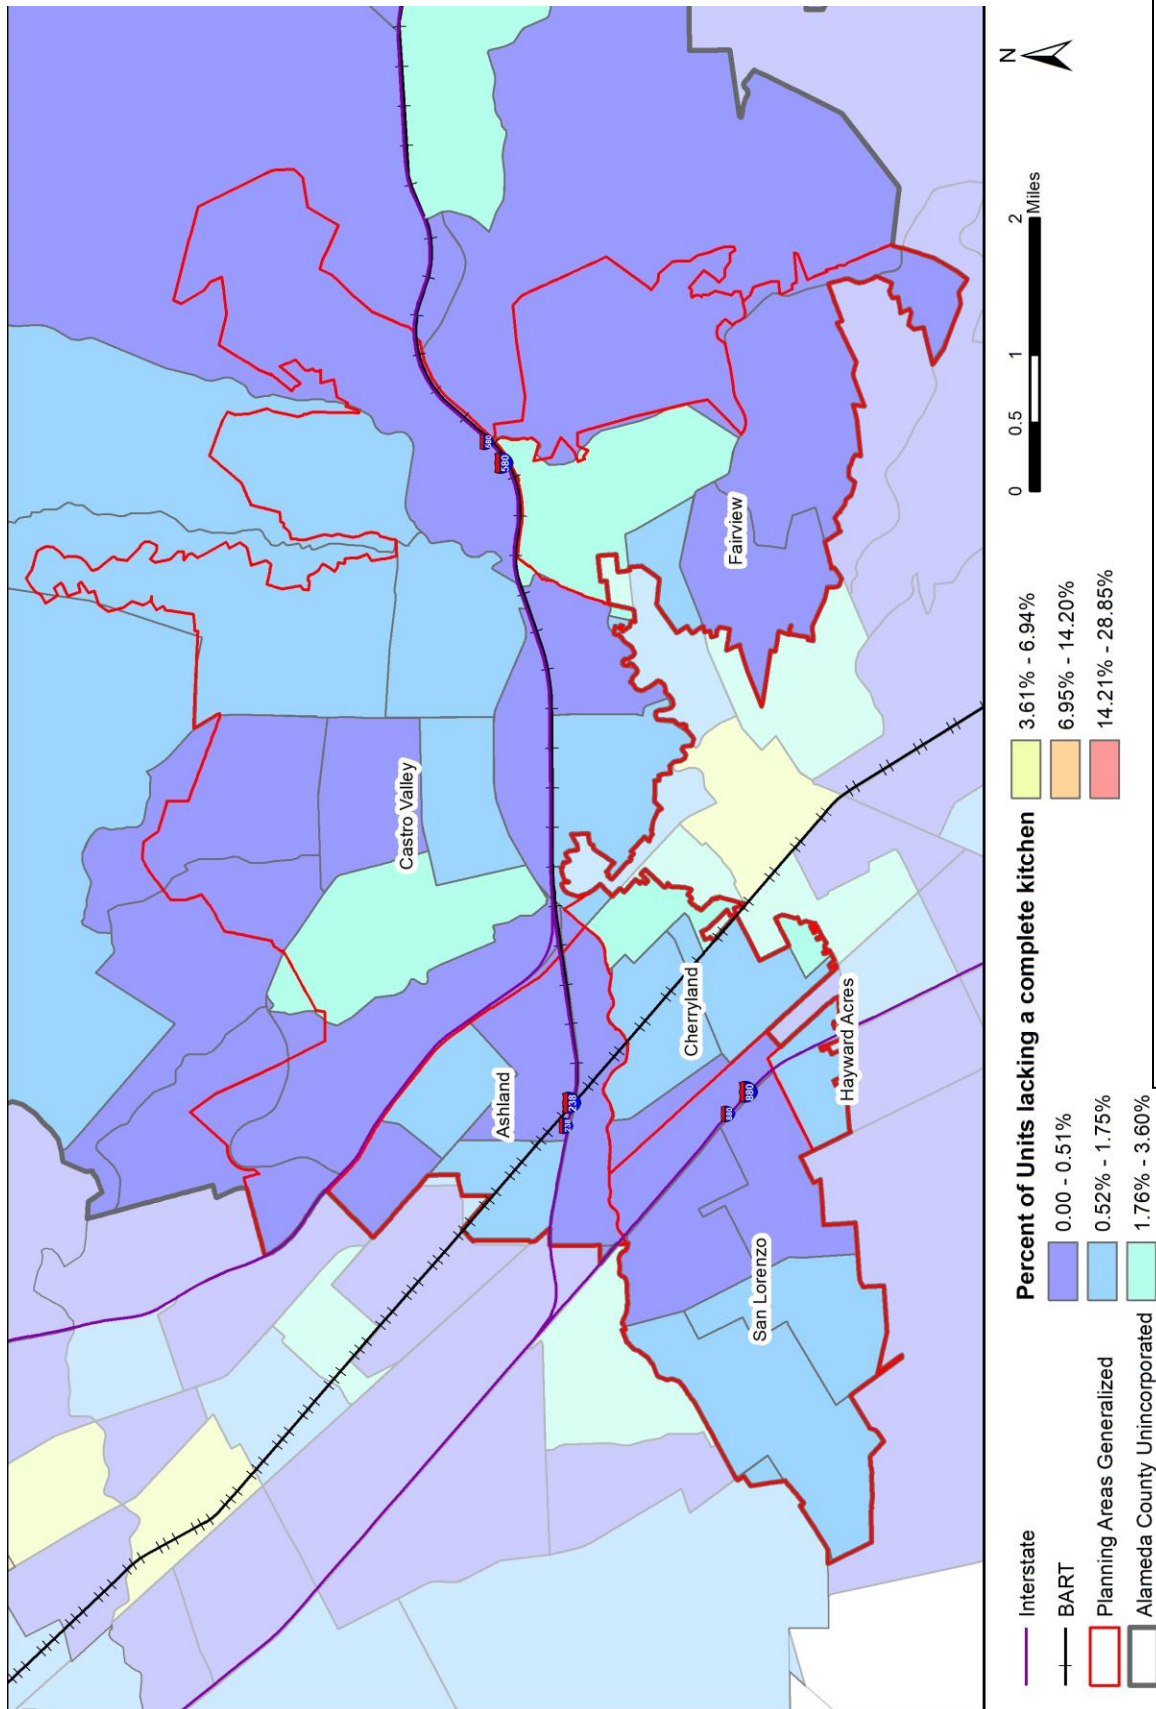 Castro Valley
Ashland
Cherryland
Hayward Acres
San Lorenzo
Fairview
580
580
238
238
880
880
N
0 0.5 1 2
Miles
Interstate
BART
Planning Areas Generalized
Alameda County Unincorporated
Percent of Units lacking a complete kitchen
0.00 - 0.51%
0.52% - 1.75%
1.76% - 3.60%
3.61% - 6.94%
6.95% - 14.20%
14.21% - 28.85%